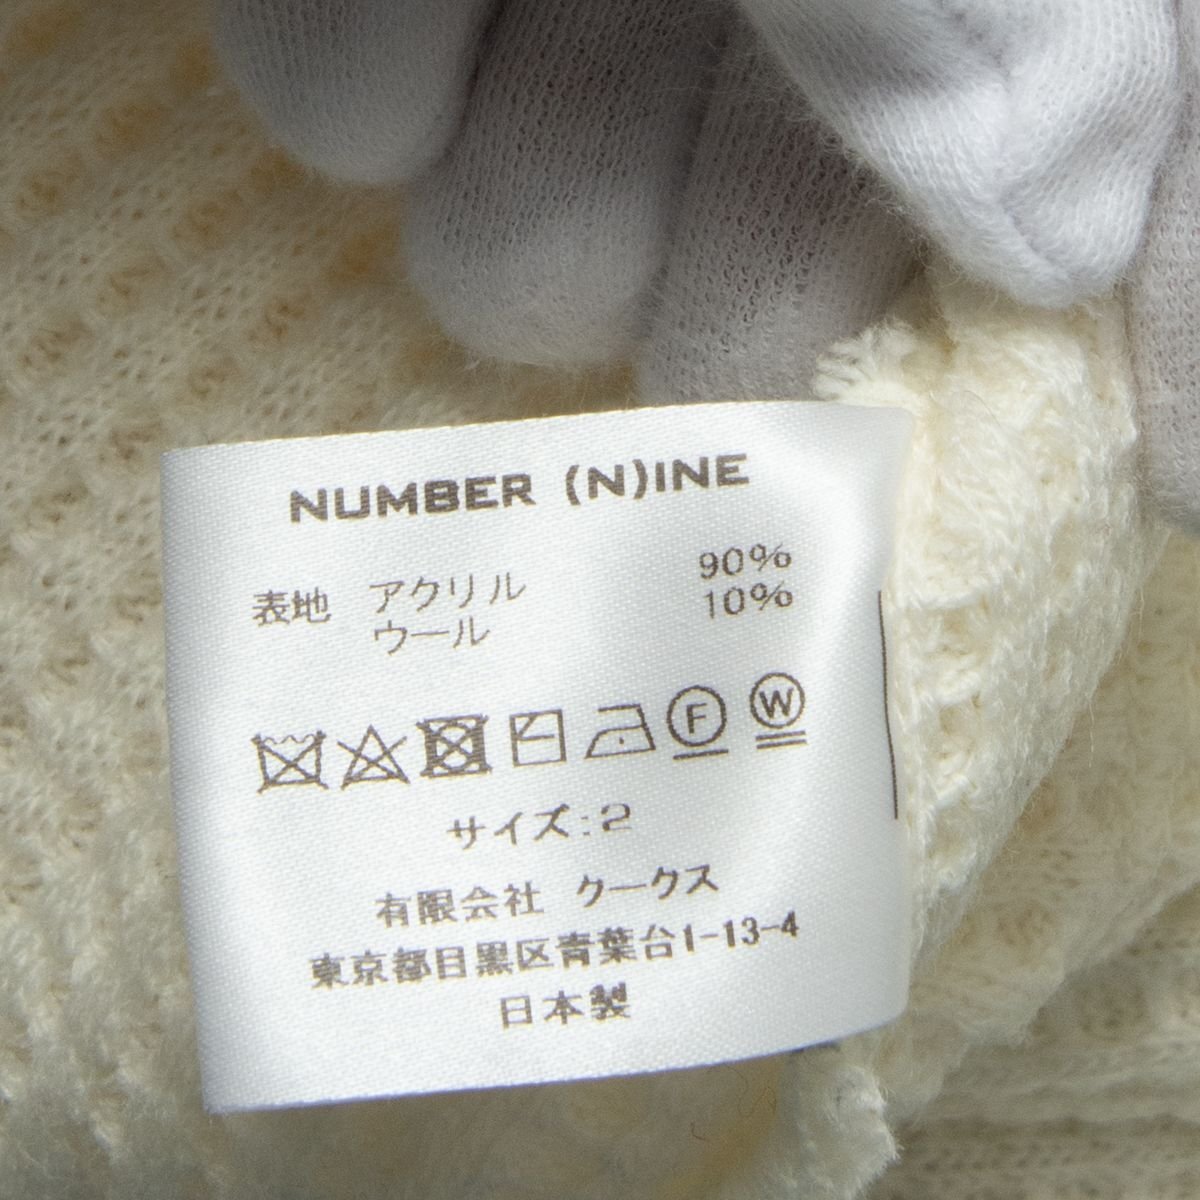 NUMBER (N)INE
表地 アクリル 90%
ウール 10%
F W
サイズ:2
有限会社 クークス
東京都目黒区青葉台1-13-4
日本製